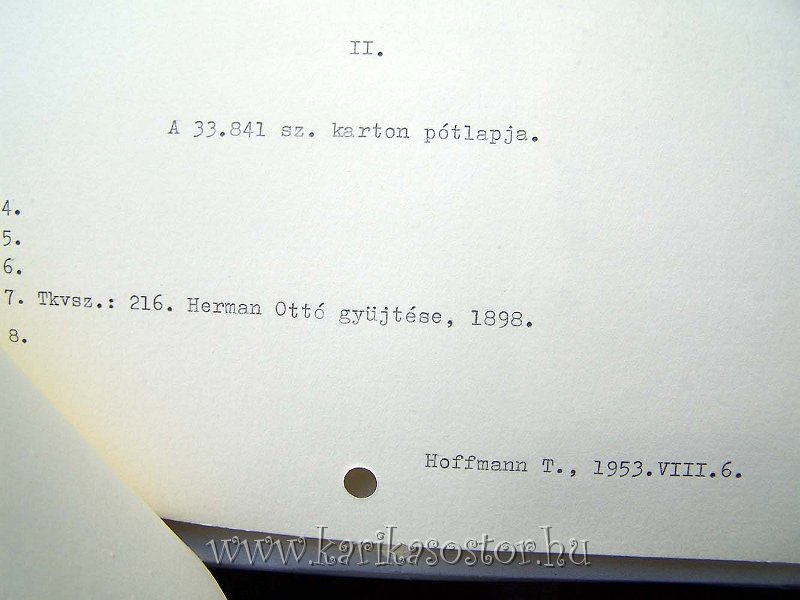 II.
A 33.841 sz. karton pótlapja.
4.
5.
6.
7. Tkvsz.: 216. Herman Ottó gyüjtése, 1898.
8.
Hoffmann T., 1953.VIII.6.
www.karikasostor.hu